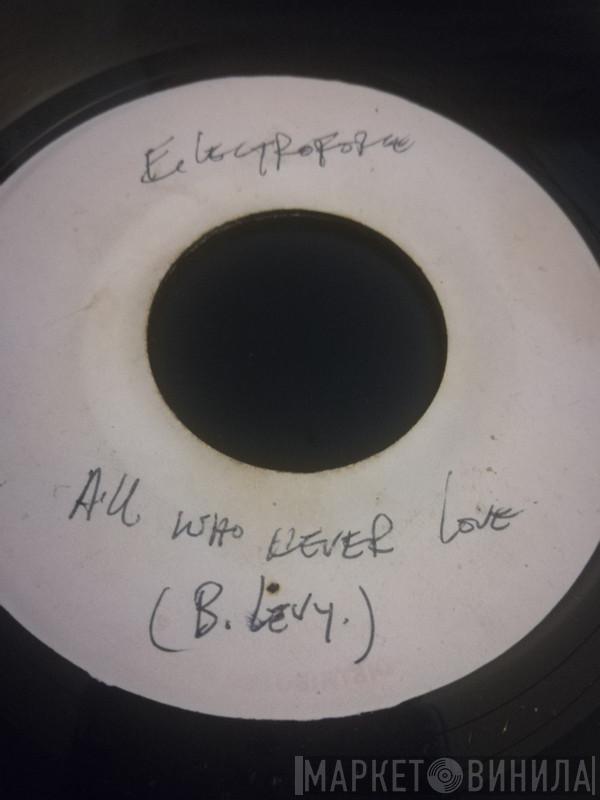 Electroforce
All who never love
(B. Levy.)
МАРКЕТ ВИНИЛА